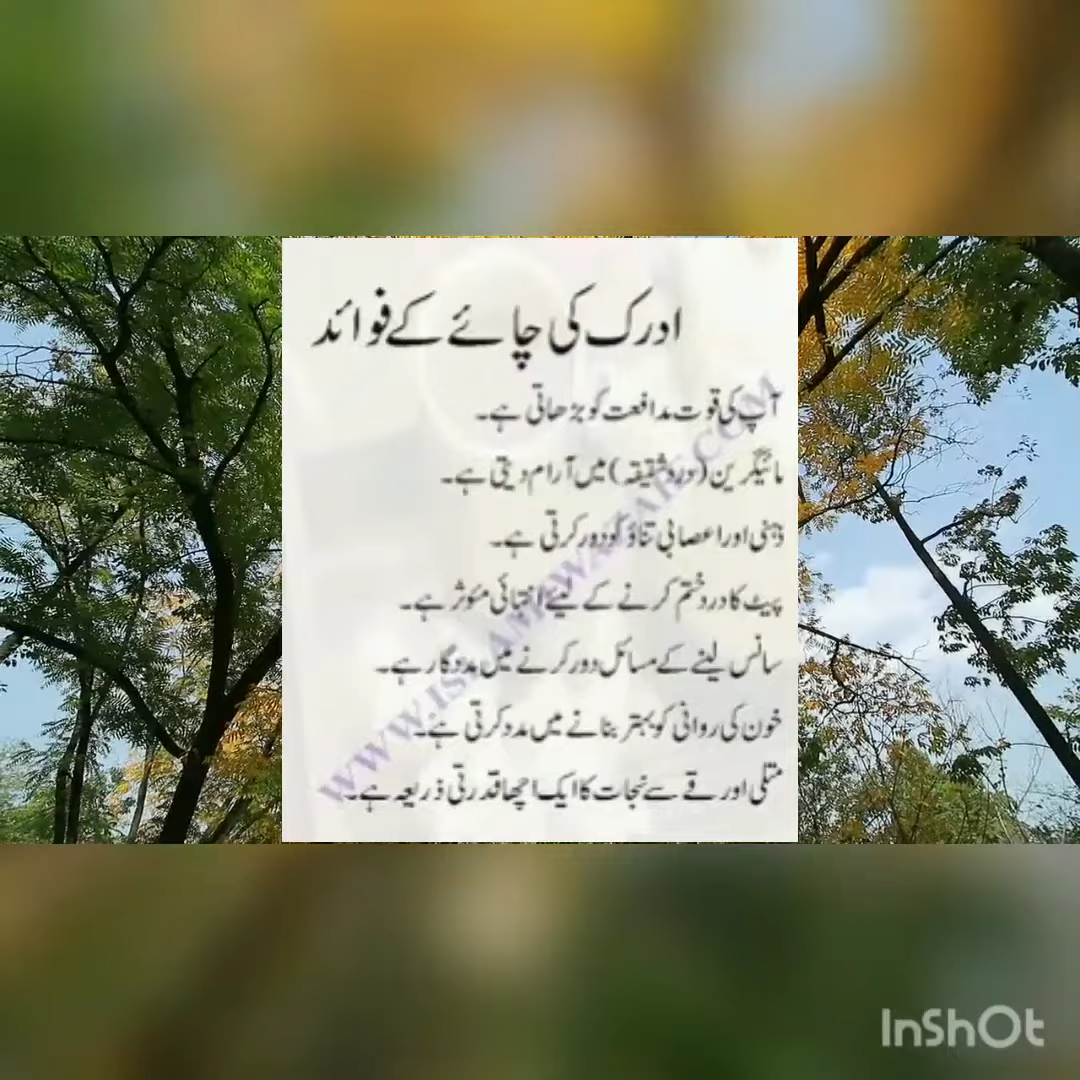 ادرک کی چائے کے فوائد
آپ کی قوت مدافعت کو بڑھاتی ہے۔
مائیگرین (درد شقیقہ) میں آرام دیتی ہے۔
ذہنی اور اعصابی تناؤ کو دور کرتی ہے۔
پیٹ کا درد ختم کرنے کے لیئے انتہائی مئوثر ہے۔
سانس لینے کے مسائل دور کرنے میں مددگار ہے۔
خون کی روانی کو بہتر بنانے میں مدد کرتی ہے۔
متلی اور قے سے نجات کا ایک اچھا قدرتی ذریعہ ہے۔
InShOt